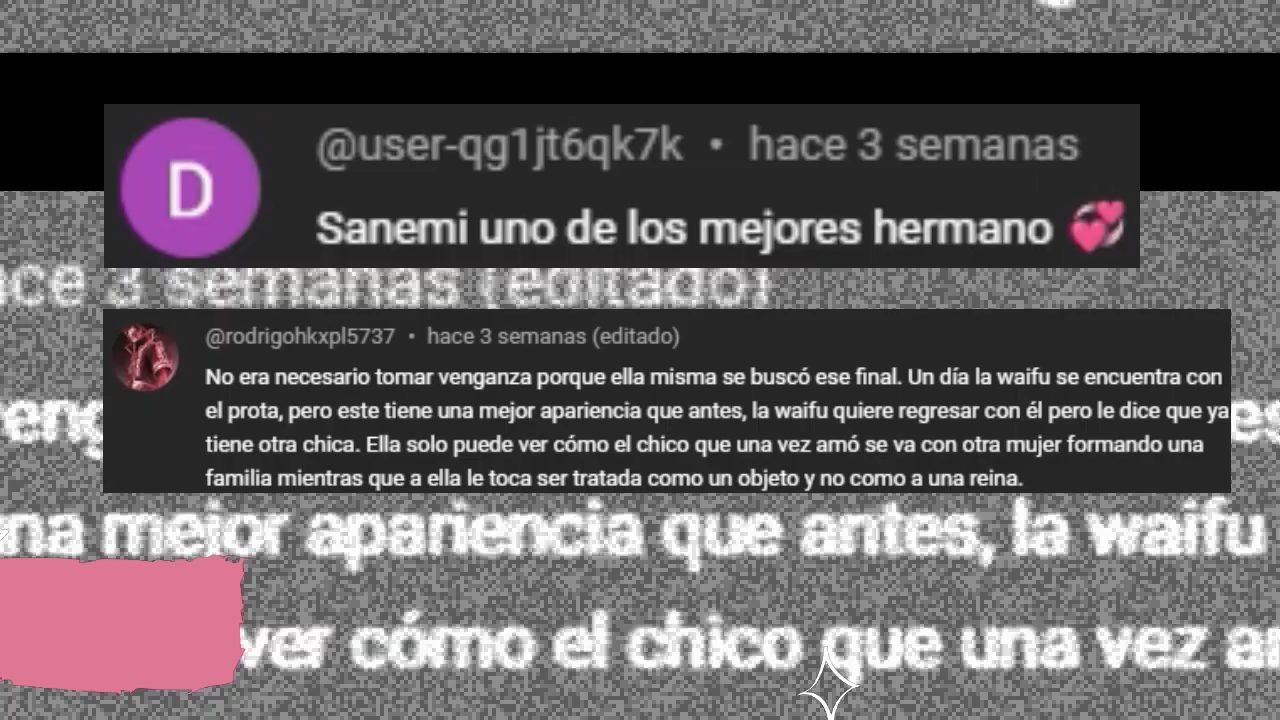 D
@user-qg1jt6qk7k • hace 3 semanas
Sanemi uno de los mejores hermano 💞
ce 3 semanas (editado)
@rodrigohkxpl5737 • hace 3 semanas (editado)
No era necesario tomar venganza porque ella misma se buscó ese final. Un día la waifu se encuentra con
el prota, pero este tiene una mejor apariencia que antes, la waifu quiere regresar con él pero le dice que ya
tiene otra chica. Ella solo puede ver cómo el chico que una vez amó se va con otra mujer formando una
familia mientras que a ella le toca ser tratada como un objeto y no como a una reina.
na mejor apariencia que antes, la waifu
ver cómo el chico que una vez